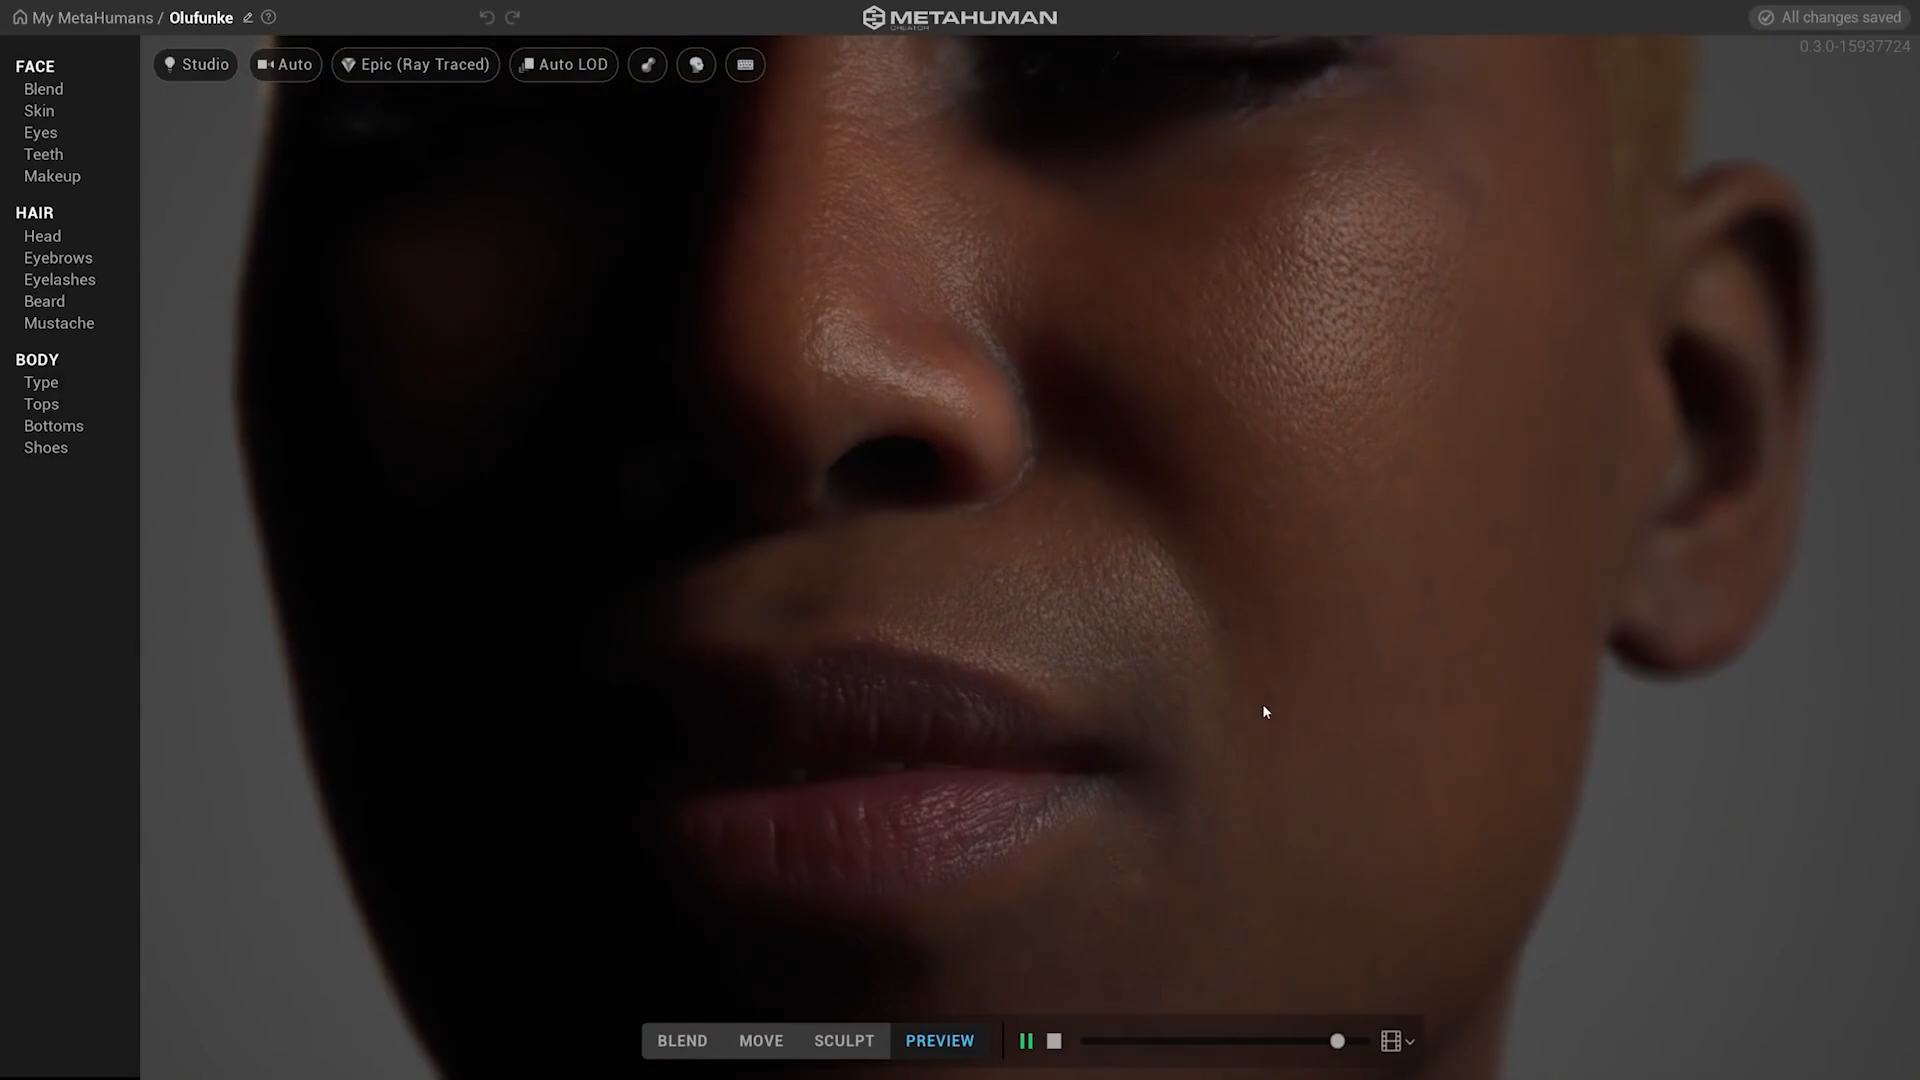 My MetaHumans / Olufunke
METAHUMAN
CREATOR
All changes saved
0.3.0-15937724
Studio
Auto
Epic (Ray Traced)
Auto LOD
FACE
Blend
Skin
Eyes
Teeth
Makeup
HAIR
Head
Eyebrows
Eyelashes
Beard
Mustache
BODY
Type
Tops
Bottoms
Shoes
BLEND
MOVE
SCULPT
PREVIEW